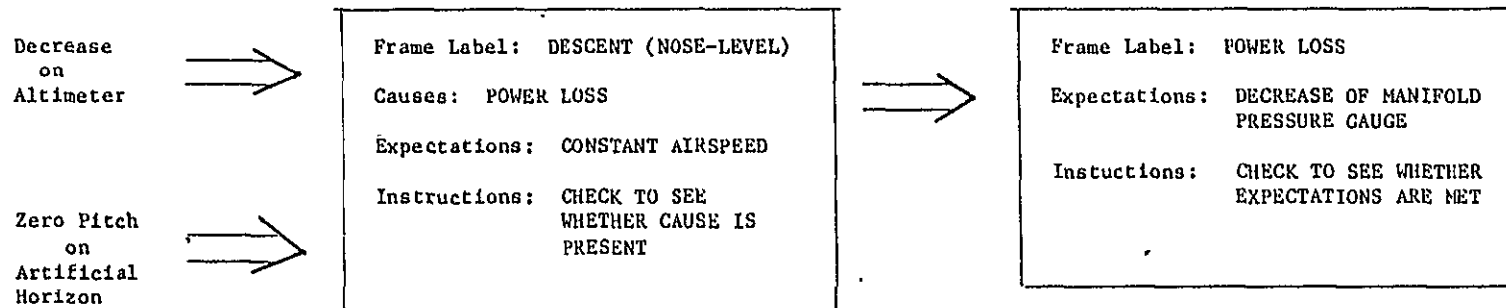 Decrease
on
Altimeter
Zero Pitch
on
Artificial
Horizon
Frame Label: DESCENT (NOSE-LEVEL)
Causes: POWER LOSS
Expectations: CONSTANT AIRSPEED
Instructions: CHECK TO SEE
WHETHER CAUSE IS
PRESENT
Frame Label: POWER LOSS
Expectations: DECREASE OF MANIFOLD
PRESSURE GAUGE
Instuctions: CHECK TO SEE WHETHER
EXPECTATIONS ARE MET